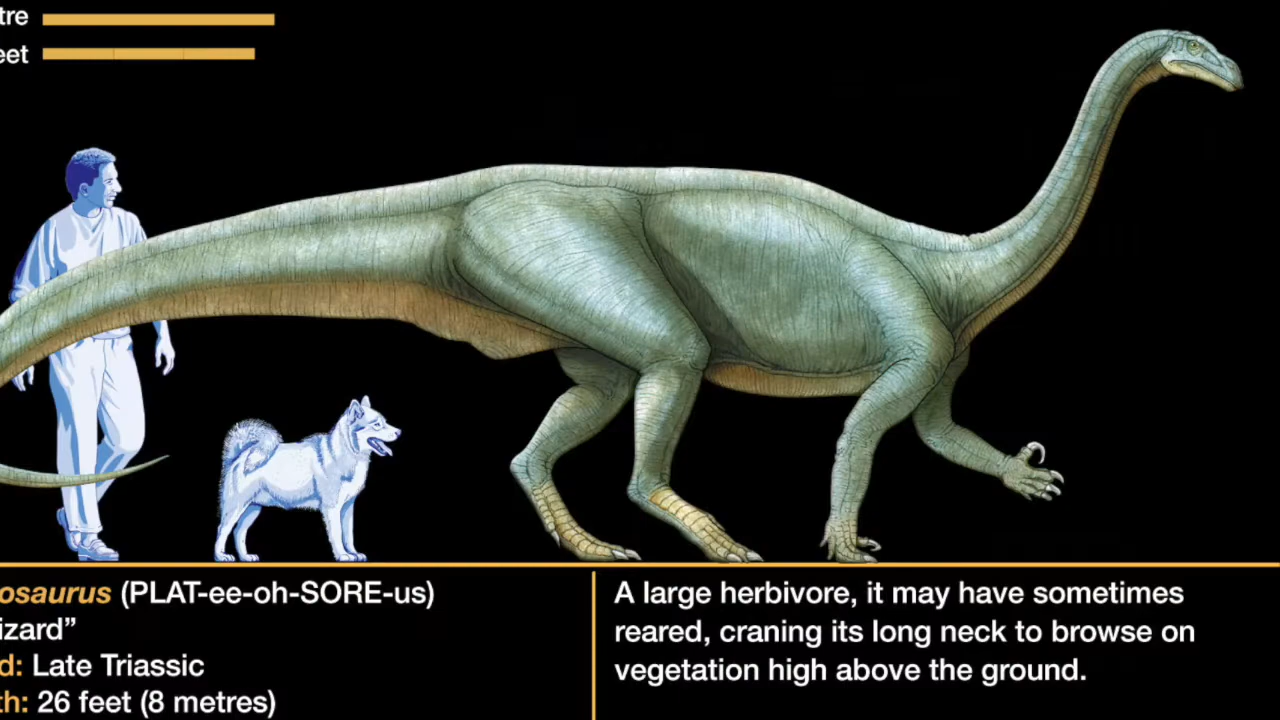 tre
eet
osaurus (PLAT-ee-oh-SORE-us)
izard”
d: Late Triassic
th: 26 feet (8 metres)
A large herbivore, it may have sometimes
reared, craning its long neck to browse on
vegetation high above the ground.